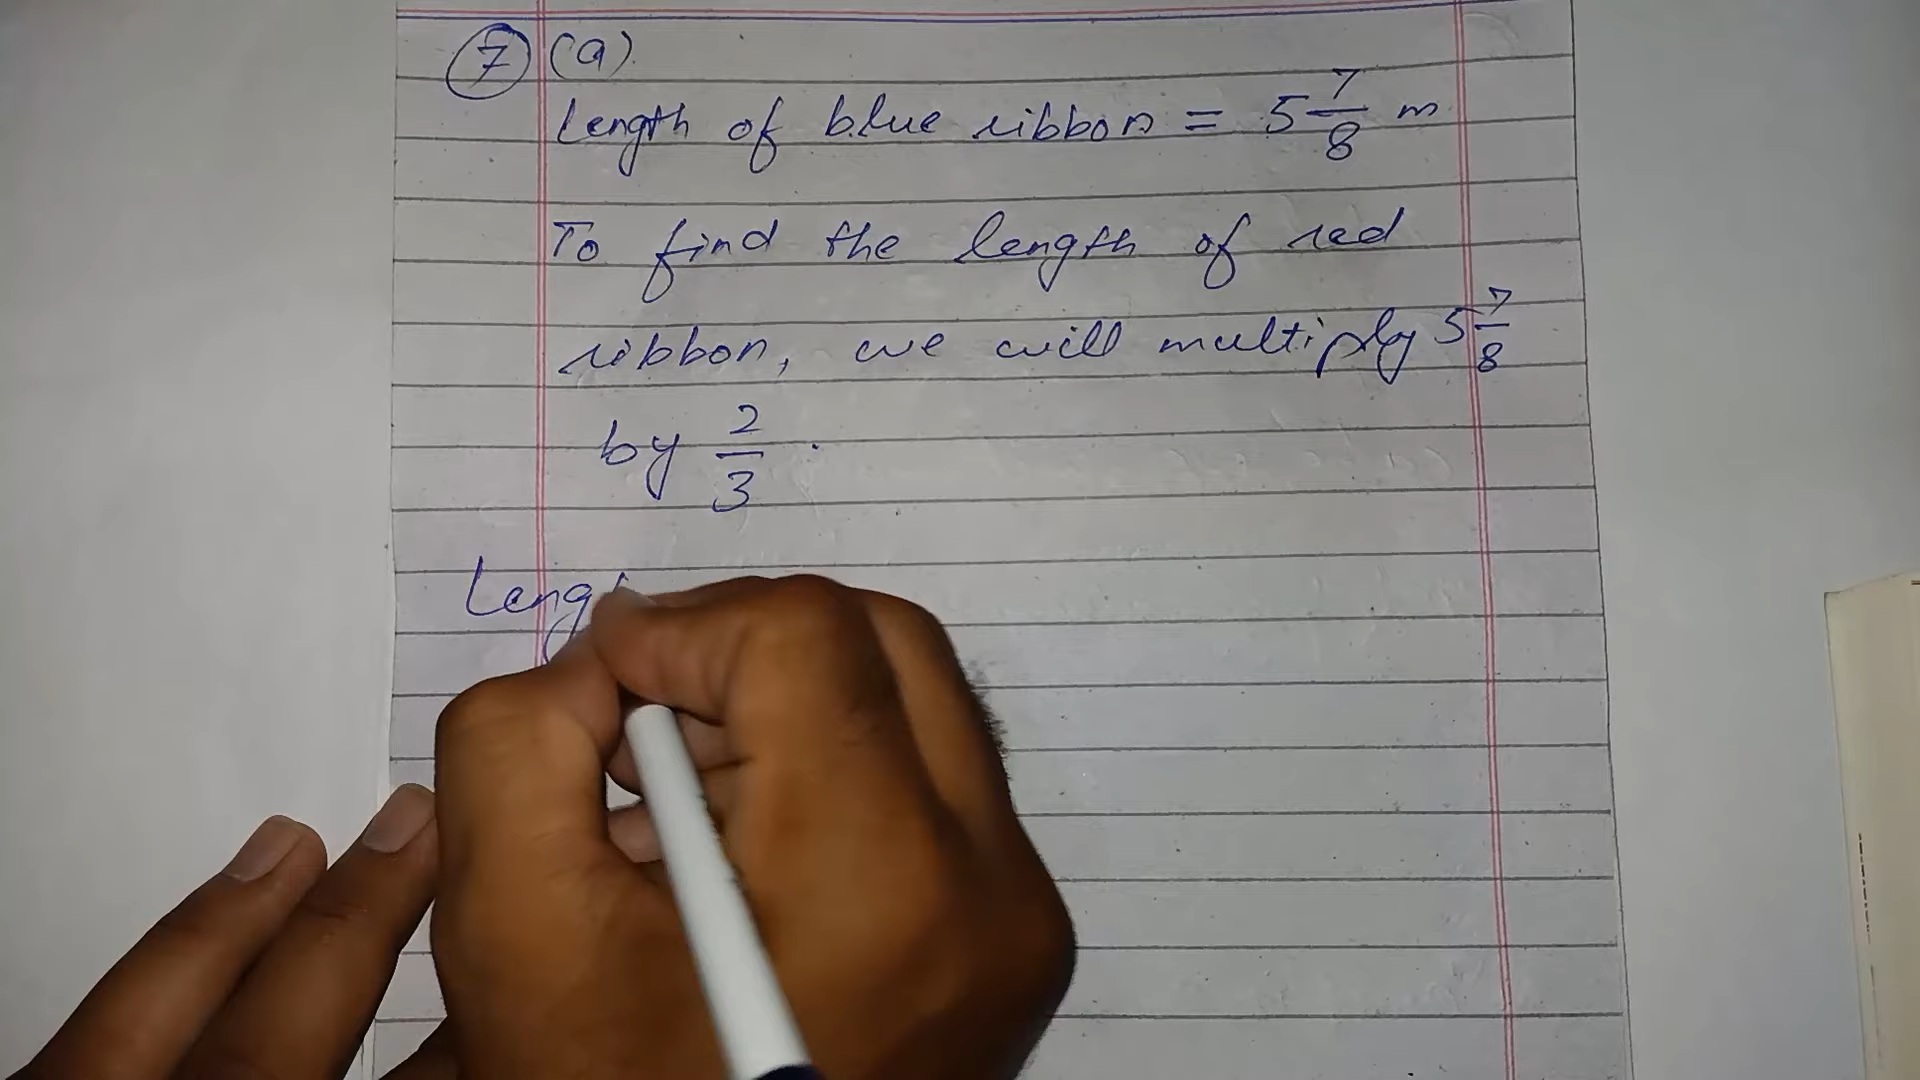 7 (a).
Length of blue ribbon = 5 7/8 m
To find the length of red
ribbon, we will multiply 5 7/8
by 2/3 .
Leng